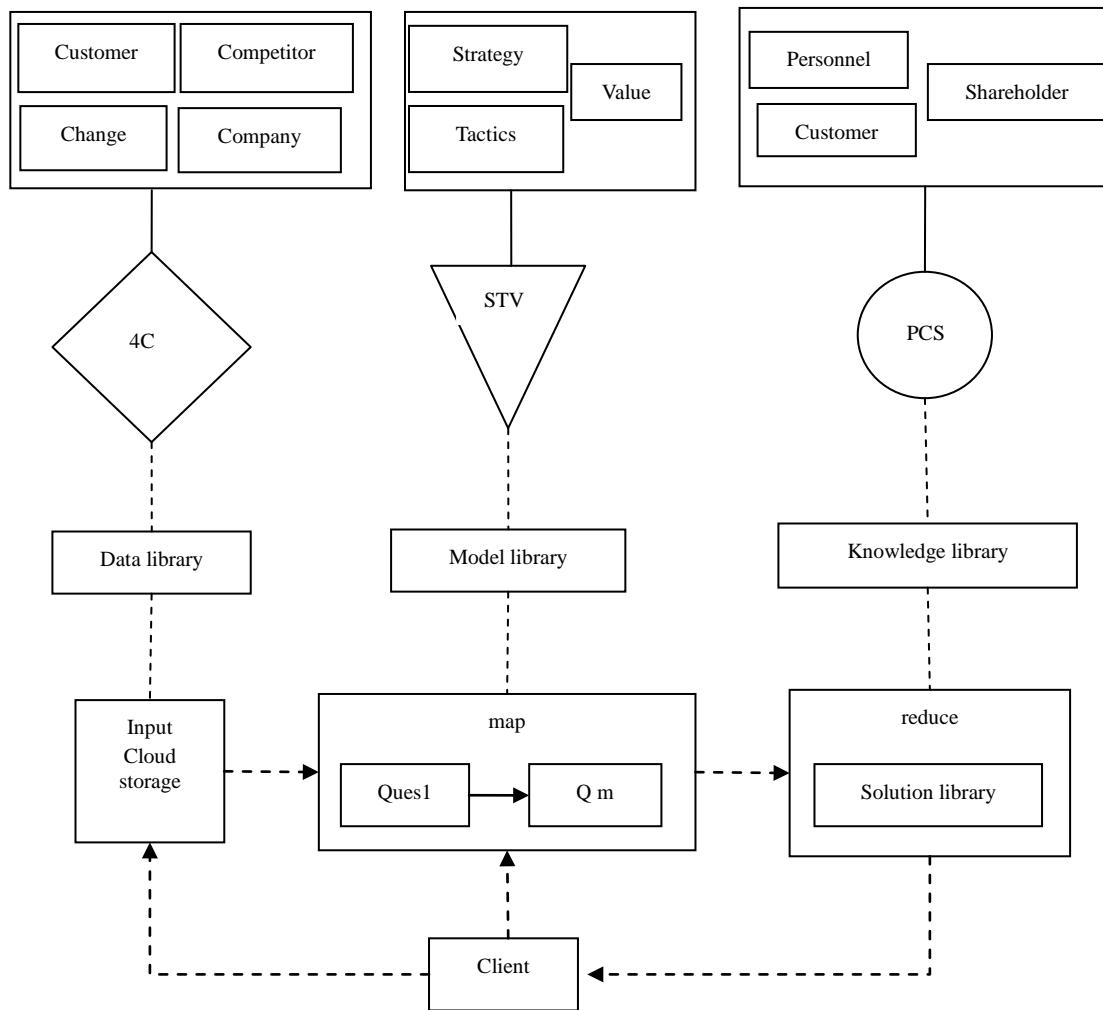 Customer
Competitor
Change
Company
Strategy
Value
Tactics
Personnel
Shareholder
Customer
4C
STV
PCS
Data library
Model library
Knowledge library
Input
Cloud
storage
map
Ques1
Q m
reduce
Solution library
Client